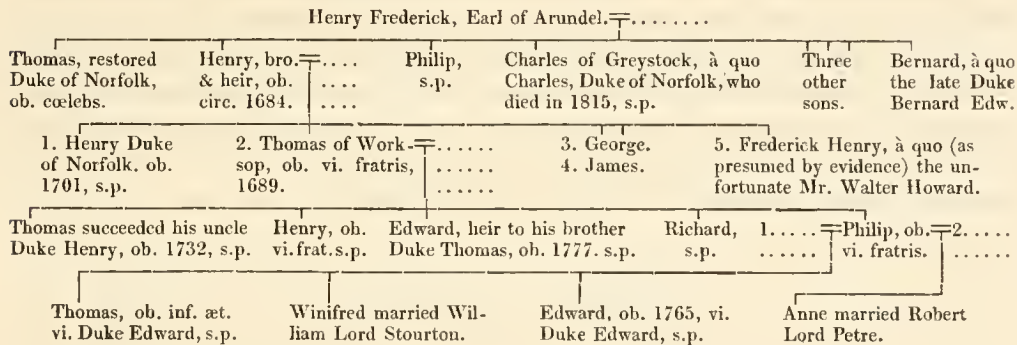 Henry Frederick, Earl of Arundel.=........
Thomas, restored
Duke of Norfolk,
ob. cœlebs.
Henry, bro.=....
& heir, ob. ....
circ. 1684. ....
Philip,
s.p.
Charles of Greystock, à quo
Charles, Duke of Norfolk, who
died in 1815, s.p.
Three
other
sons.
Bernard, à quo
the late Duke
Bernard Edw.
1. Henry Duke
of Norfolk. ob.
1701, s.p.
2. Thomas of Work-=......
sop, ob. vi. fratris, ......
1689. ......
3. George.
4. James.
5. Frederick Henry, à quo (as
presumed by evidence) the un-
fortunate Mr. Walter Howard.
Thomas succeeded his uncle
Duke Henry, ob. 1732, s.p.
Henry, ob.
vi.frat.s.p.
Edward, heir to his brother
Duke Thomas, ob. 1777. s.p.
Richard,
s.p.
1.....=Philip, ob.=2.....
...... vi. fratris. ......
Thomas, ob. inf. æt.
vi. Duke Edward, s.p.
Winifred married Wil-
liam Lord Stourton.
Edward, ob. 1765, vi.
Duke Edward, s.p.
Anne married Robert
Lord Petre.